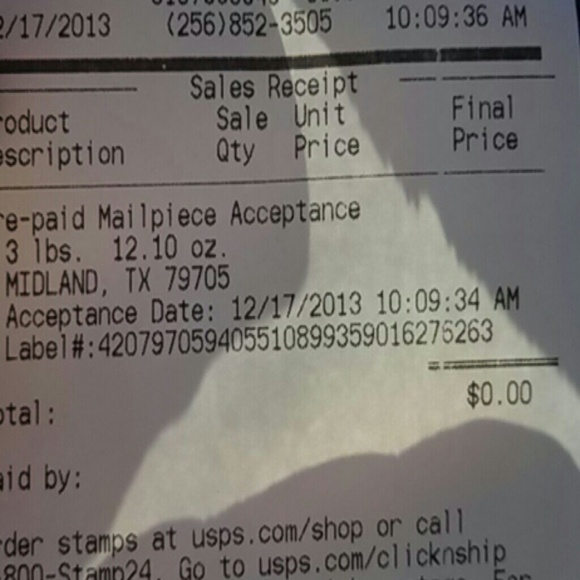 2/17/2013 (256)852-3505 10:09:36 AM
Sales Receipt
roduct Sale Unit Final
escription Qty Price Price
re-paid Mailpiece Acceptance
3 lbs. 12.10 oz.
MIDLAND, TX 79705
Acceptance Date: 12/17/2013 10:09:34 AM
Label#:420797059405510899359016276263
$0.00
otal:
aid by:
rder stamps at usps.com/shop or call
800-Stamp24. Go to usps.com/clicknship